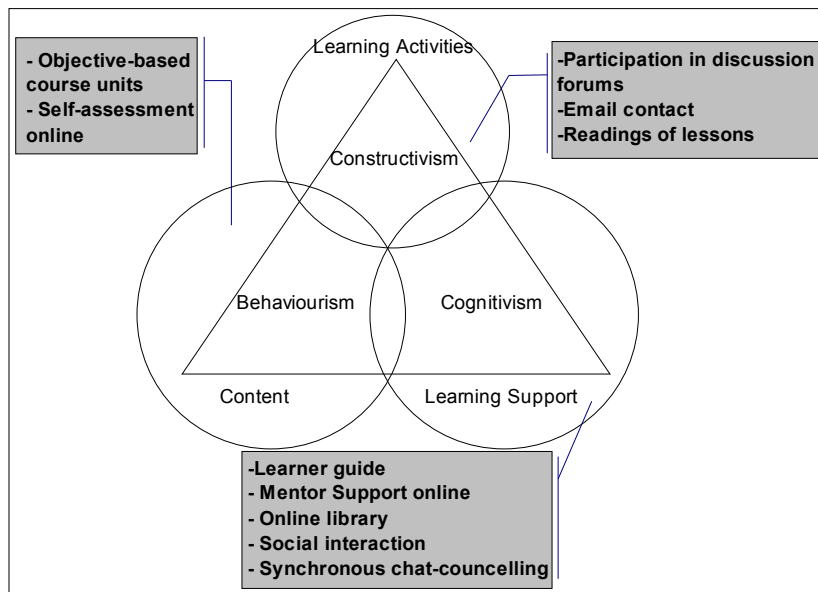 Learning Activities
- Objective-based
course units
- Self-assessment
online
-Participation in discussion
forums
-Email contact
-Readings of lessons
Constructivism
Behaviourism
Cognitivism
Content
Learning Support
-Learner guide
- Mentor Support online
- Online library
- Social interaction
- Synchronous chat-councelling